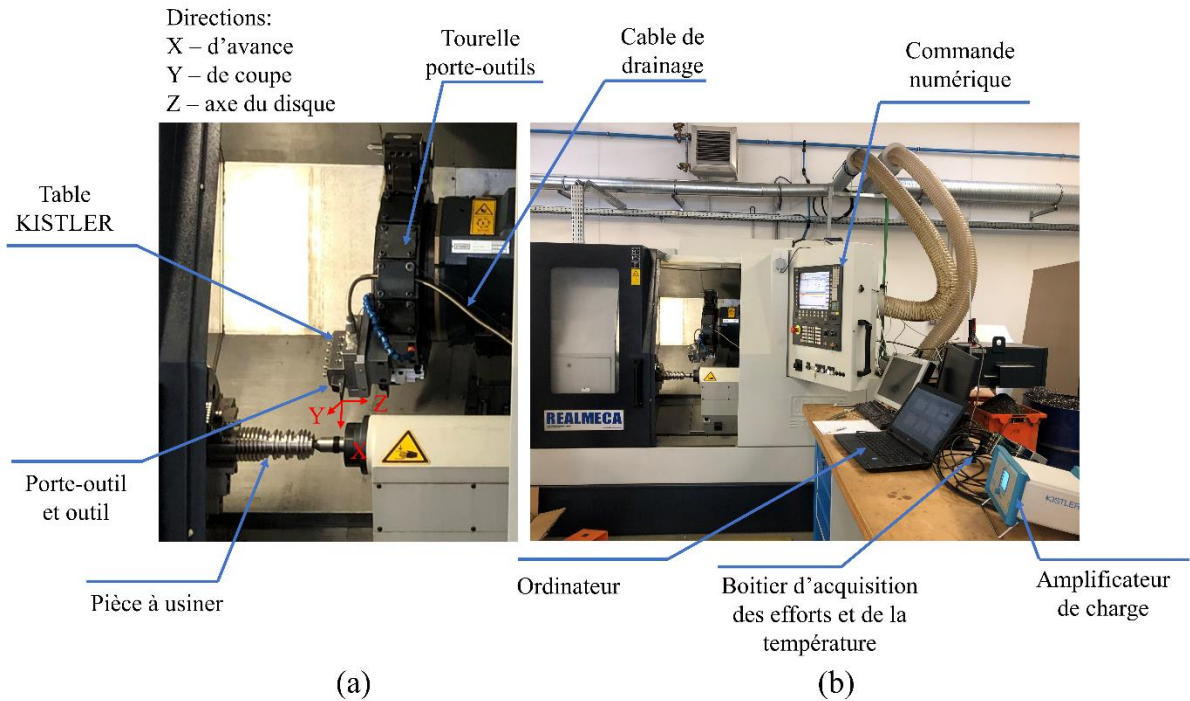 Directions:
X – d’avance
Y – de coupe
Z – axe du disque
Tourelle
porte-outils
Cable de
drainage
Commande
numérique
Table
KISTLER
Y
Z
X
REALMECA
KISTLER
Porte-outil
et outil
Pièce à usiner
Ordinateur
Boitier d’acquisition
des efforts et de la
température
Amplificateur
de charge
(a)
(b)